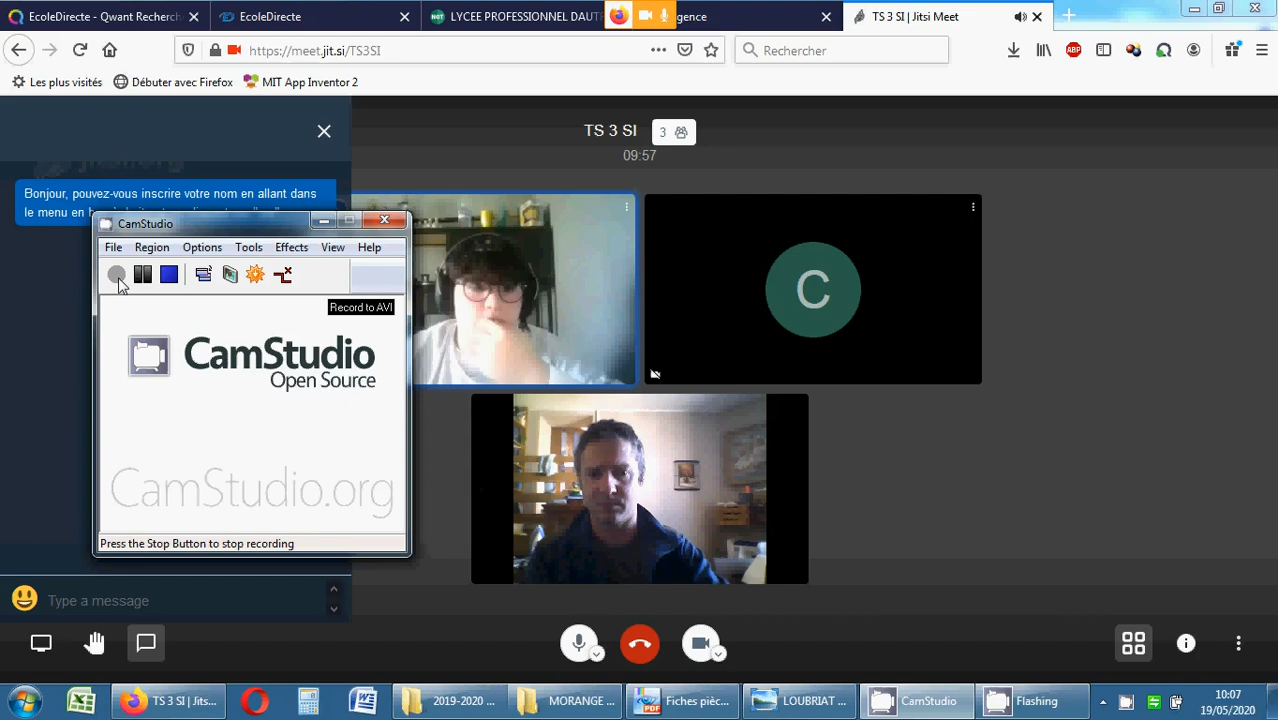 EcoleDirecte - Qwant Recherch
EcoleDirecte
LYCEE PROFESSIONNEL DAUT
gence
TS 3 SI | Jitsi Meet
https://meet.jit.si/TS3SI
Rechercher
ABP
Les plus visités
Débuter avec Firefox
MIT App Inventor 2
TS 3 SI
3
09:57
Bonjour, pouvez-vous inscrire votre nom en allant dans
CamStudio
File Region Options Tools Effects View Help
Record to AVI
CamStudio
Open Source
CamStudio.org
Press the Stop Button to stop recording
C
Type a message
TS 3 SI | Jits...
2019-2020
MORANGE ...
Fiches pièc...
LOUBRIAT ...
CamStudio
Flashing
10:07
19/05/2020